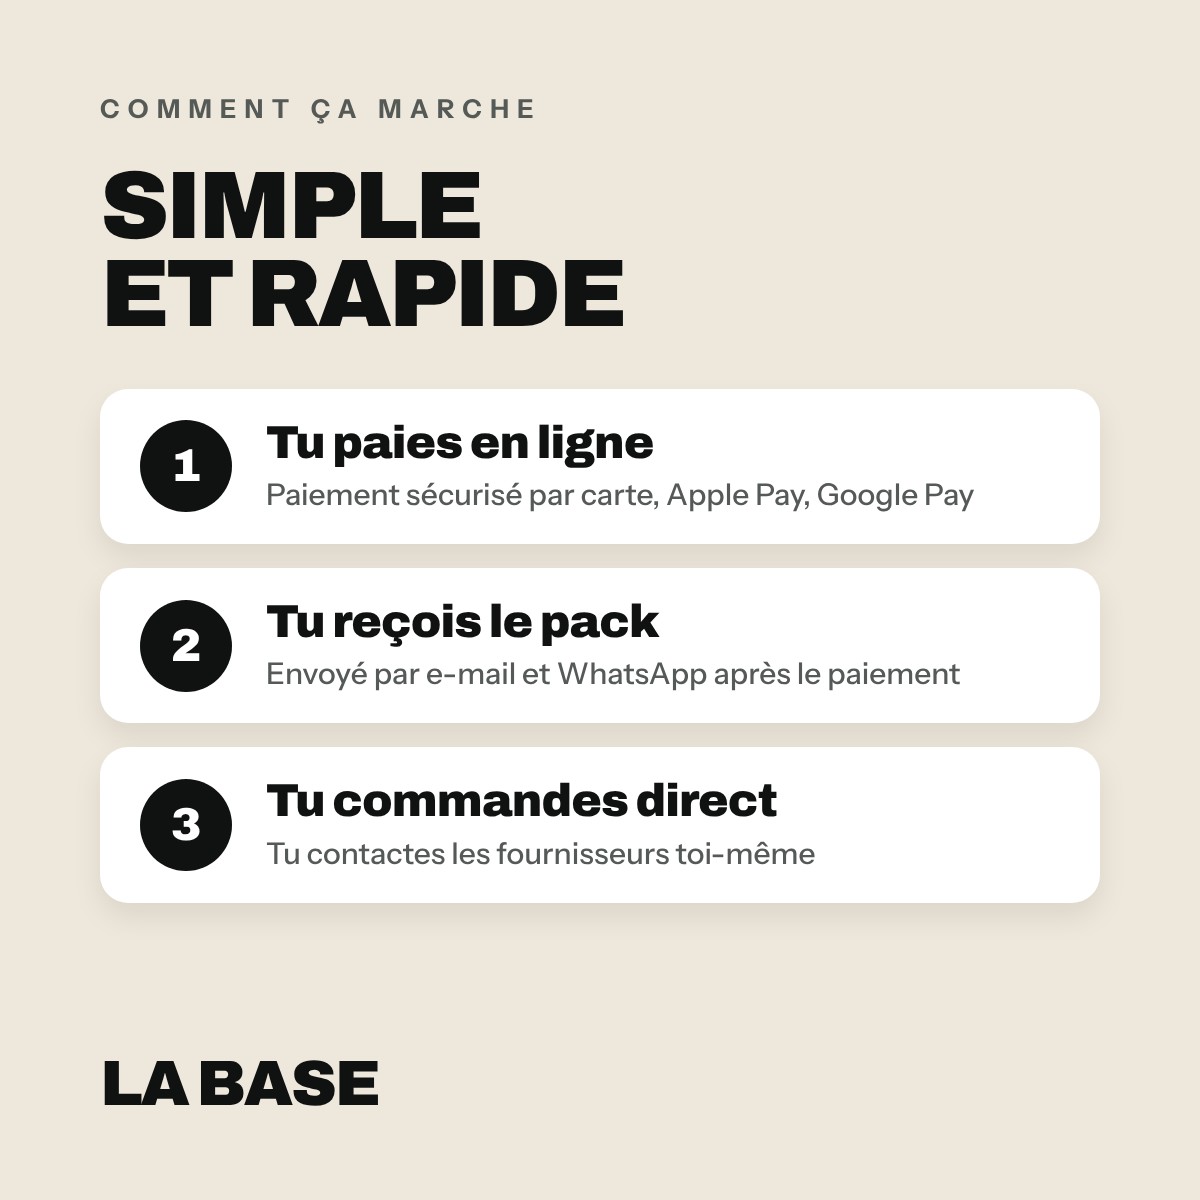 COMMENT ÇA MARCHE
SIMPLE
ET RAPIDE
1
Tu paies en ligne
Paiement sécurisé par carte, Apple Pay, Google Pay
2
Tu reçois le pack
Envoyé par e-mail et WhatsApp après le paiement
3
Tu commandes direct
Tu contactes les fournisseurs toi-même
LA BASE